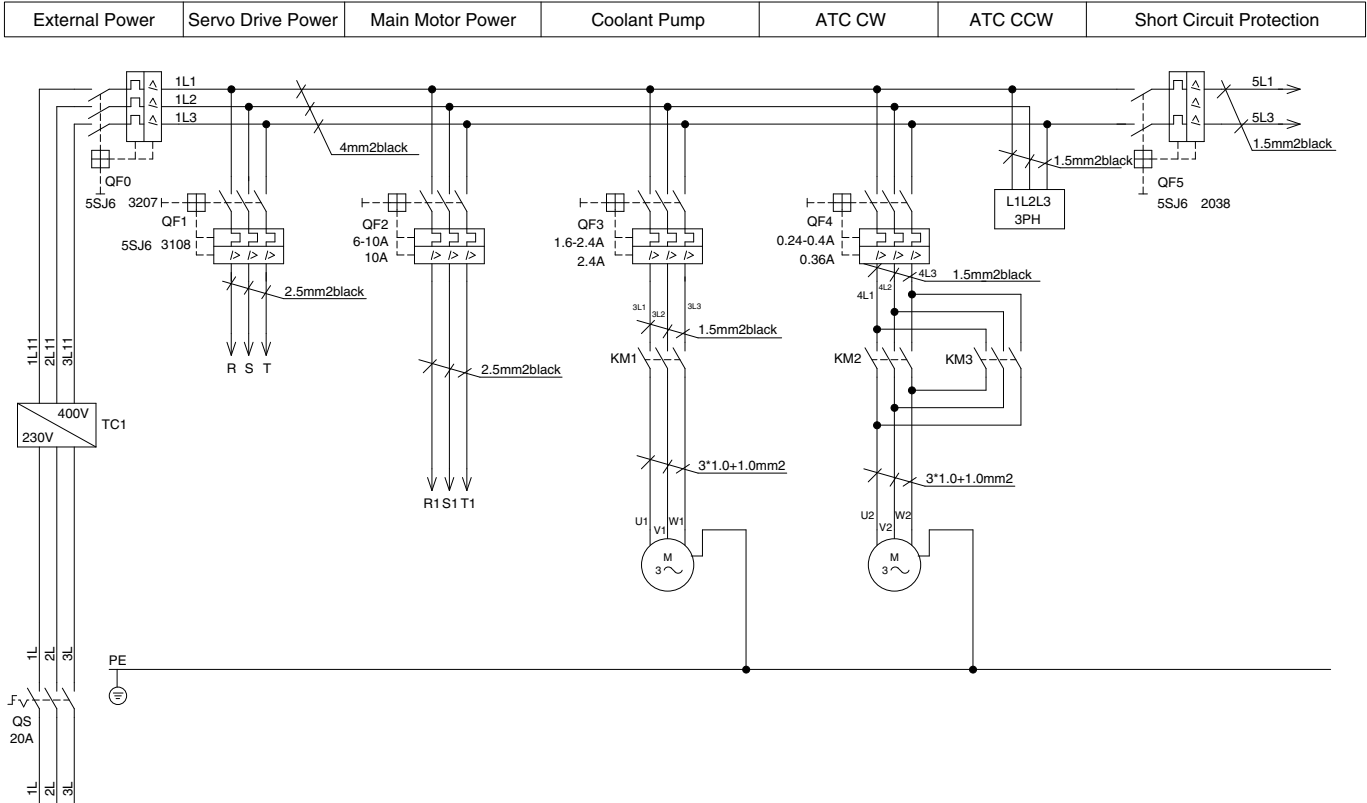 External Power
Servo Drive Power
Main Motor Power
Coolant Pump
ATC CW
ATC CCW
Short Circuit Protection
1L1
1L2
1L3
4mm2black
QF0
5SJ6 3207
QF1
5SJ6 3108
2.5mm2black
R S T
QF2
6-10A
10A
2.5mm2black
R1 S1 T1
QF3
1.6-2.4A
2.4A
3L1
3L2
3L3
1.5mm2black
KM1
3*1.0+1.0mm2
U1
V1
W1
M
3
QF4
0.24-0.4A
0.36A
4L1
4L2
4L3
1.5mm2black
KM2
KM3
3*1.0+1.0mm2
U2
V2
W2
M
3
1.5mm2black
L1L2L3
3PH
QF5
5SJ6 2038
5L1
5L3
1.5mm2black
1L11
2L11
3L11
400V
230V
TC1
PE
1L
2L
3L
QS
20A
1L
2L
3L